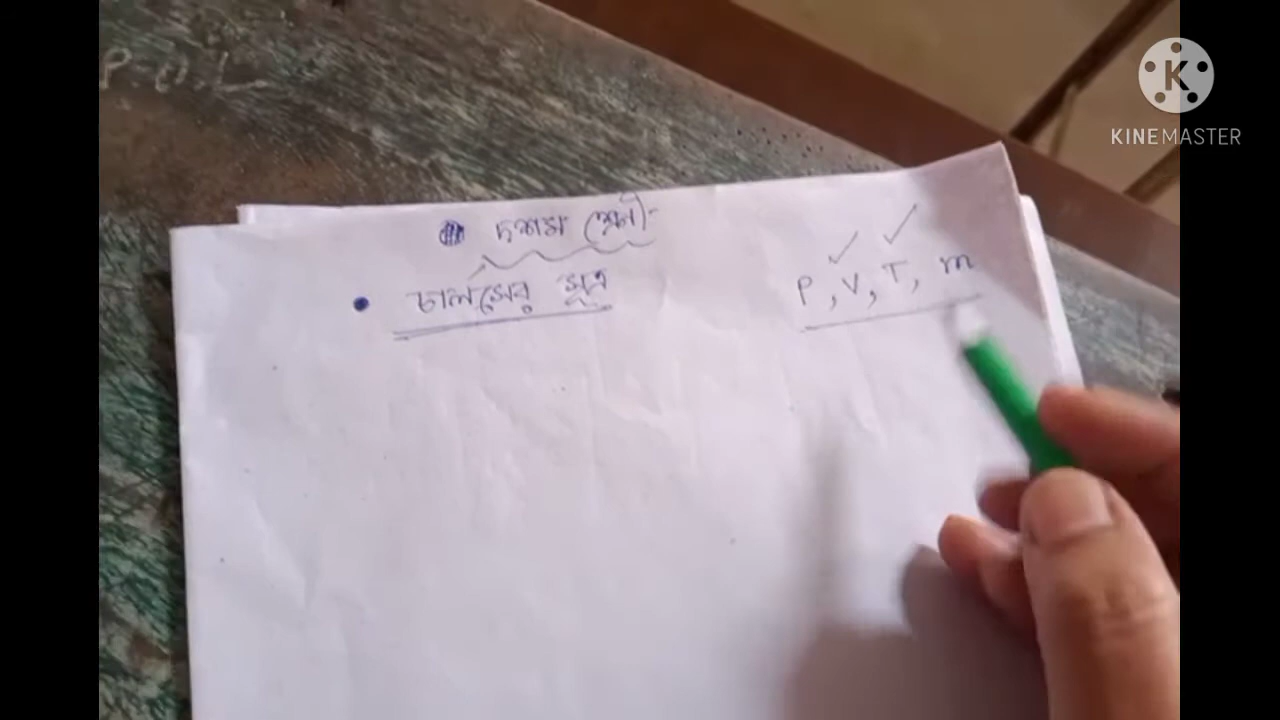 দশম শ্রেণী:-
চার্লসের সূত্র
P, V, T, m
KINEMASTER